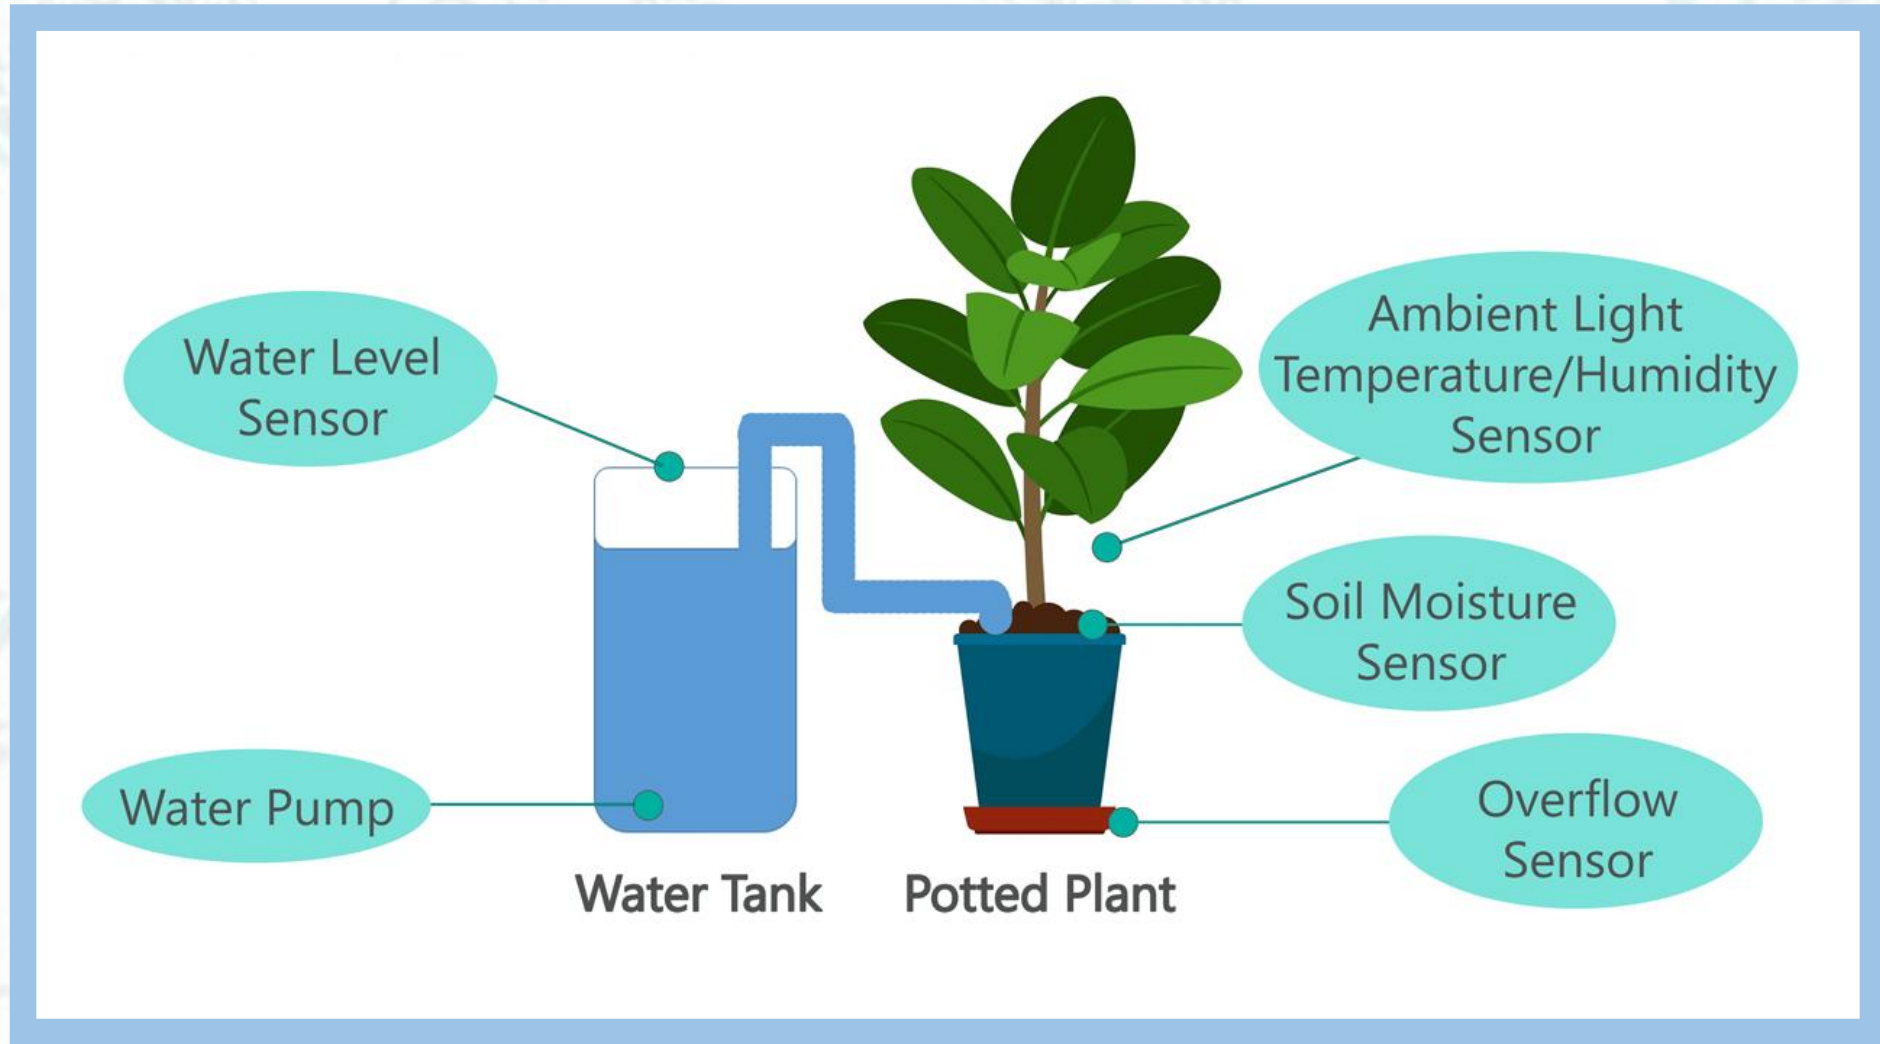 Water Level
Sensor
Ambient Light
Temperature/Humidity
Sensor
Soil Moisture
Sensor
Water Pump
Overflow
Sensor
Water Tank
Potted Plant